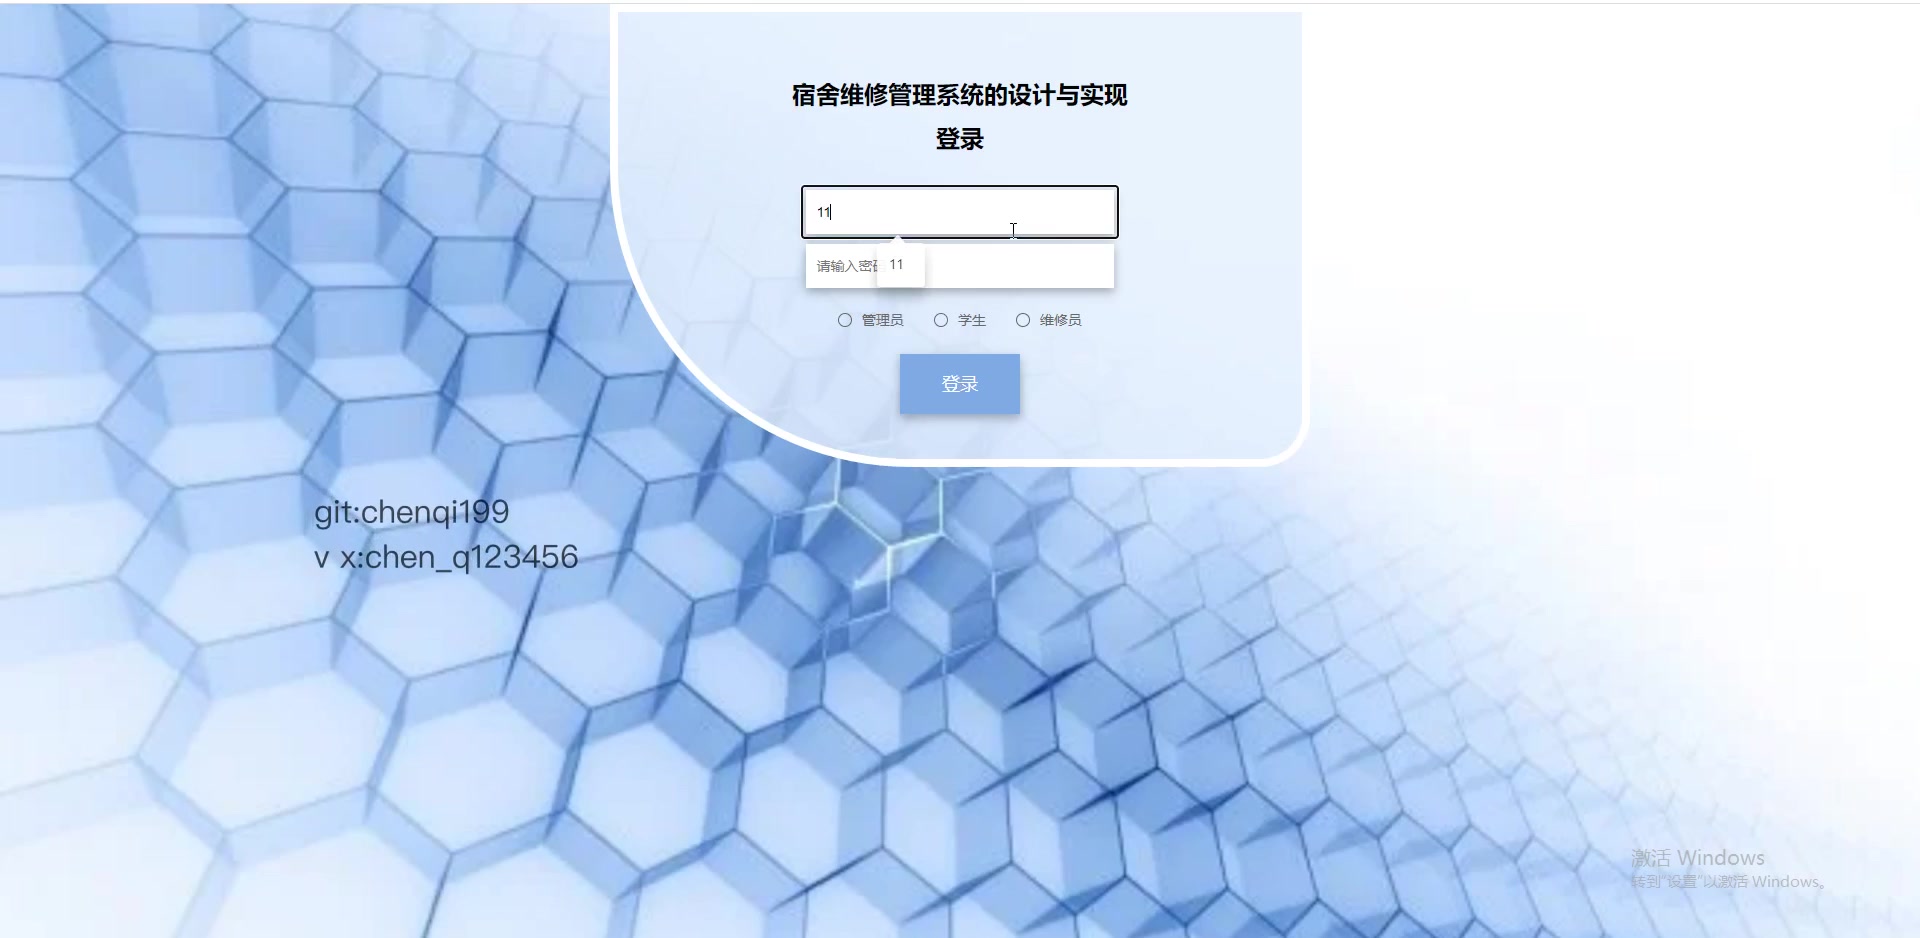 宿舍维修管理系统的设计与实现
登录
11
请输入密码
11
管理员 学生 维修员
登录
git:chenqi199
v x:chen_q123456
激活 Windows
转到"设置"以激活 Windows。